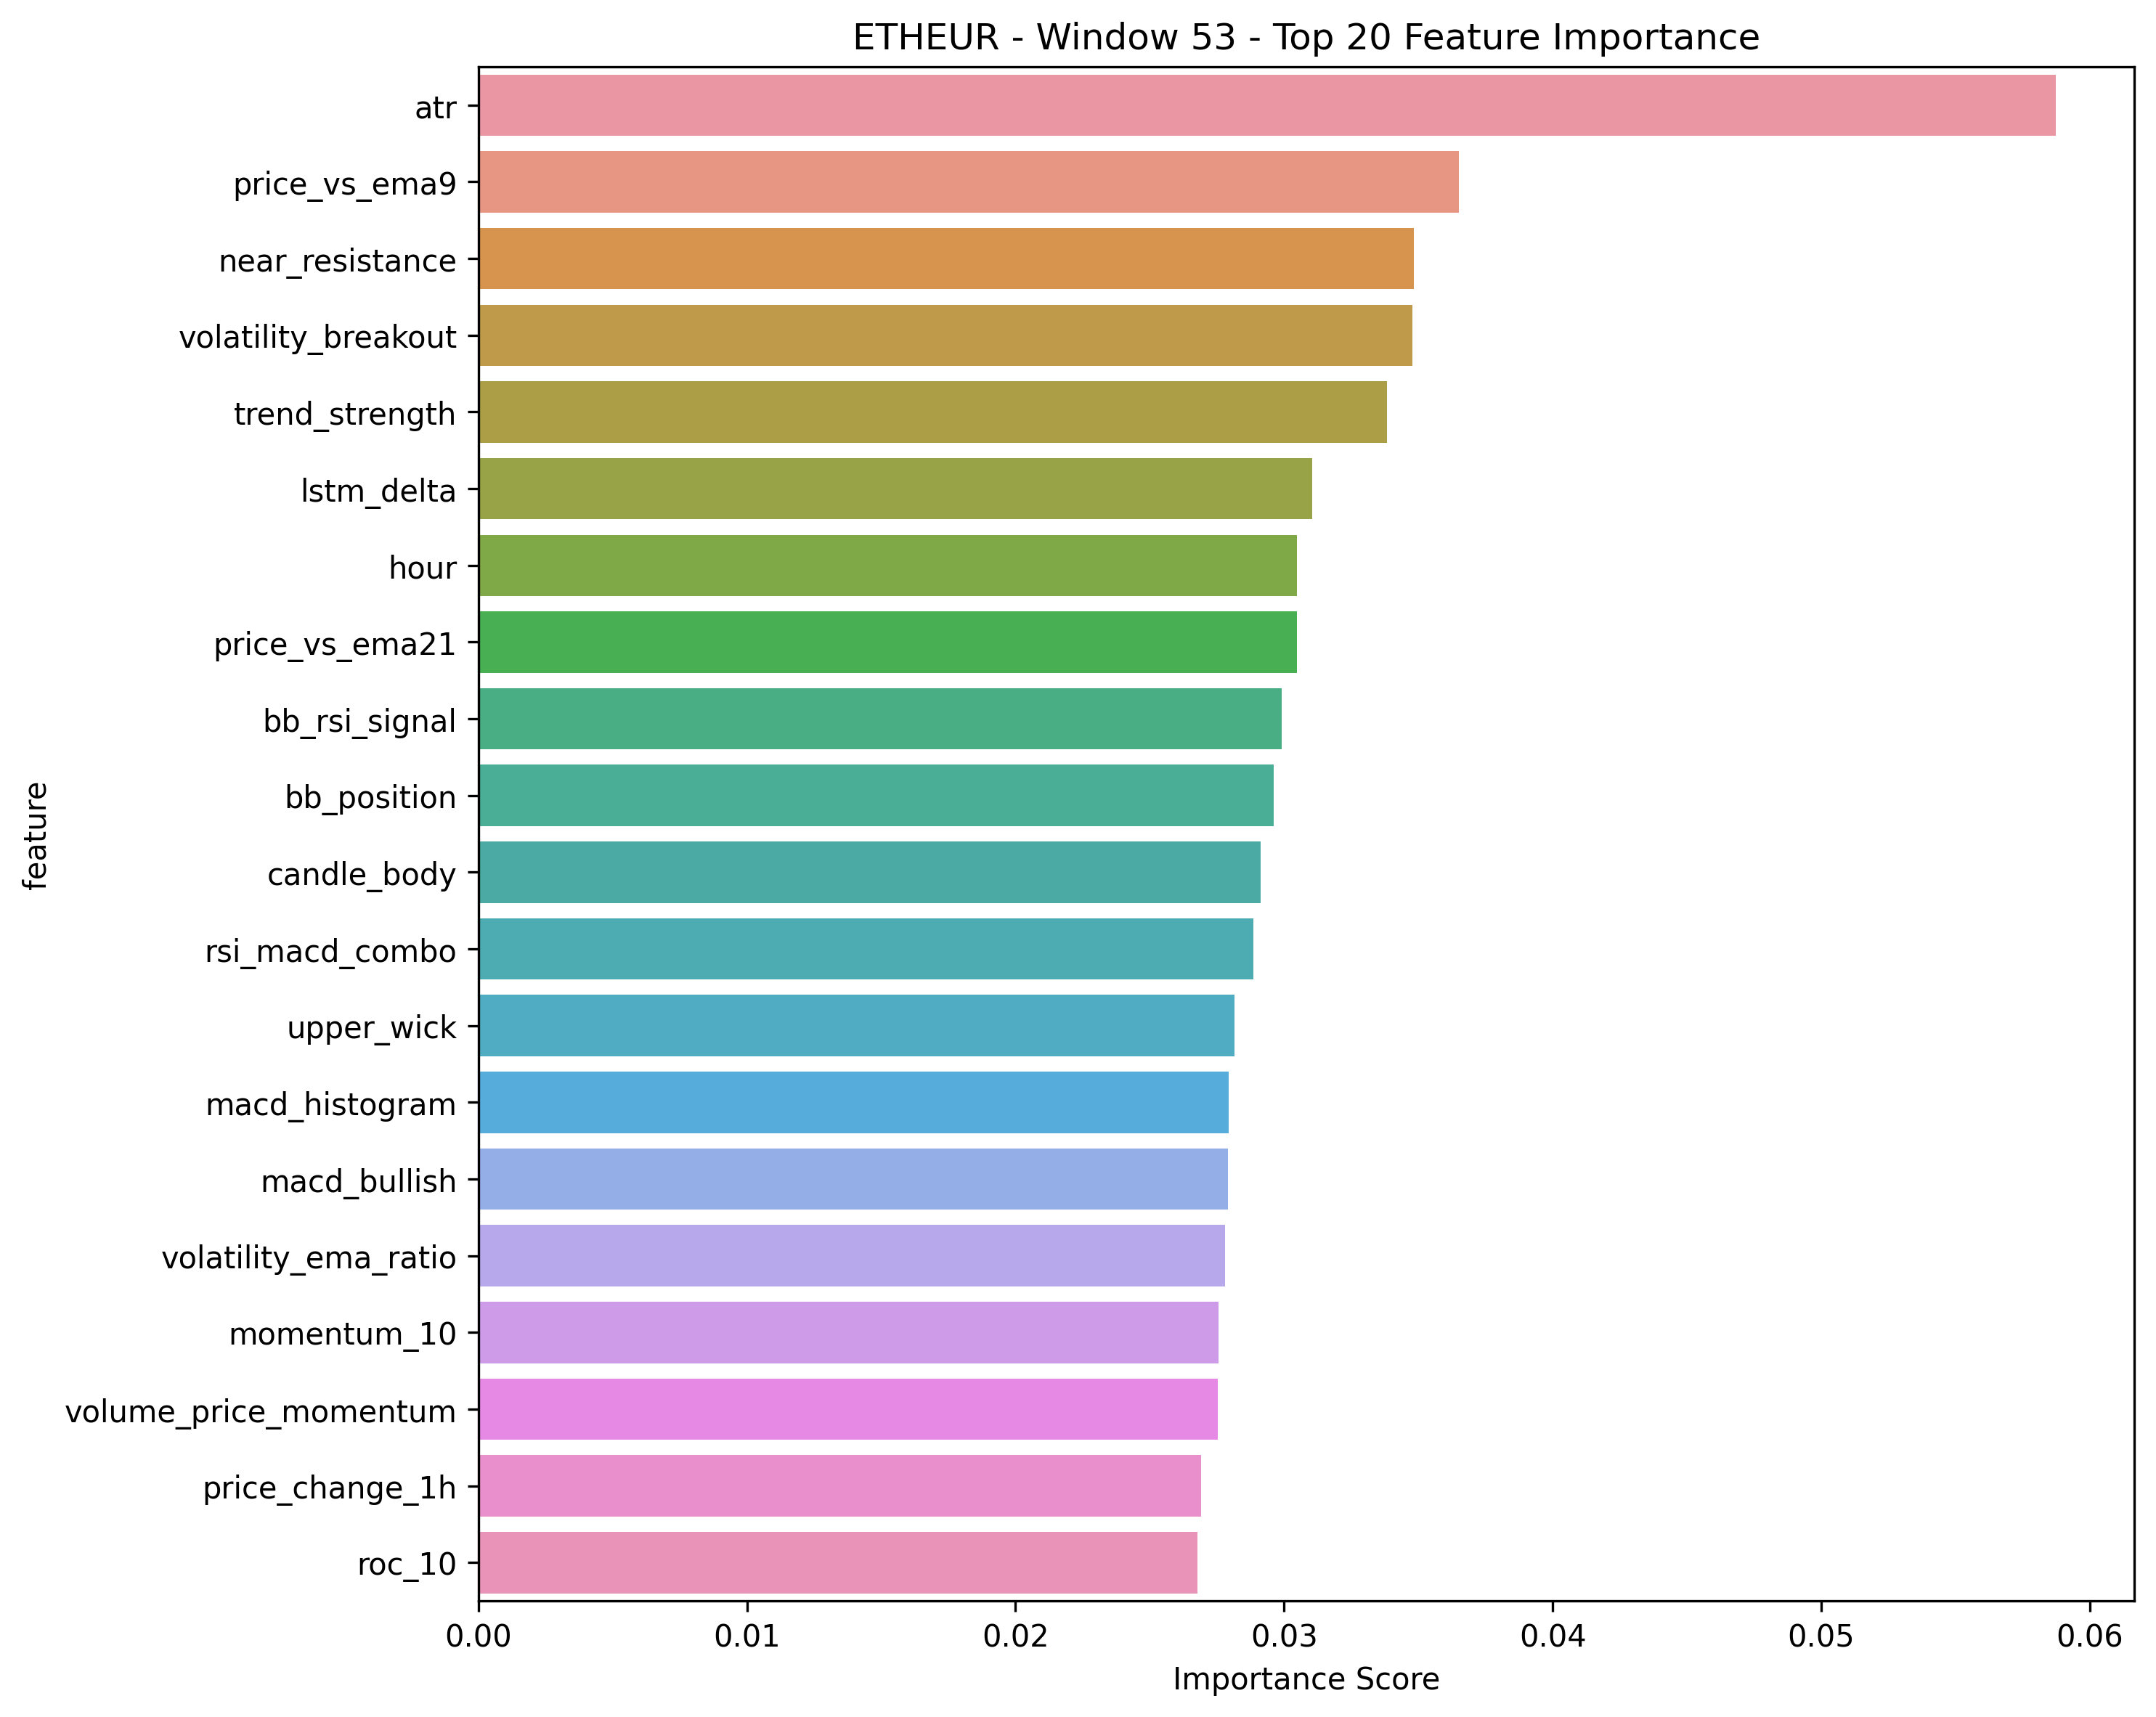 ETHEUR - Window 53 - Top 20 Feature Importance
atr
price_vs_ema9
near_resistance
volatility_breakout
trend_strength
lstm_delta
hour
price_vs_ema21
bb_rsi_signal
bb_position
candle_body
rsi_macd_combo
upper_wick
macd_histogram
macd_bullish
volatility_ema_ratio
momentum_10
volume_price_momentum
price_change_1h
roc_10
feature
0.00 0.01 0.02 0.03 0.04 0.05 0.06
Importance Score